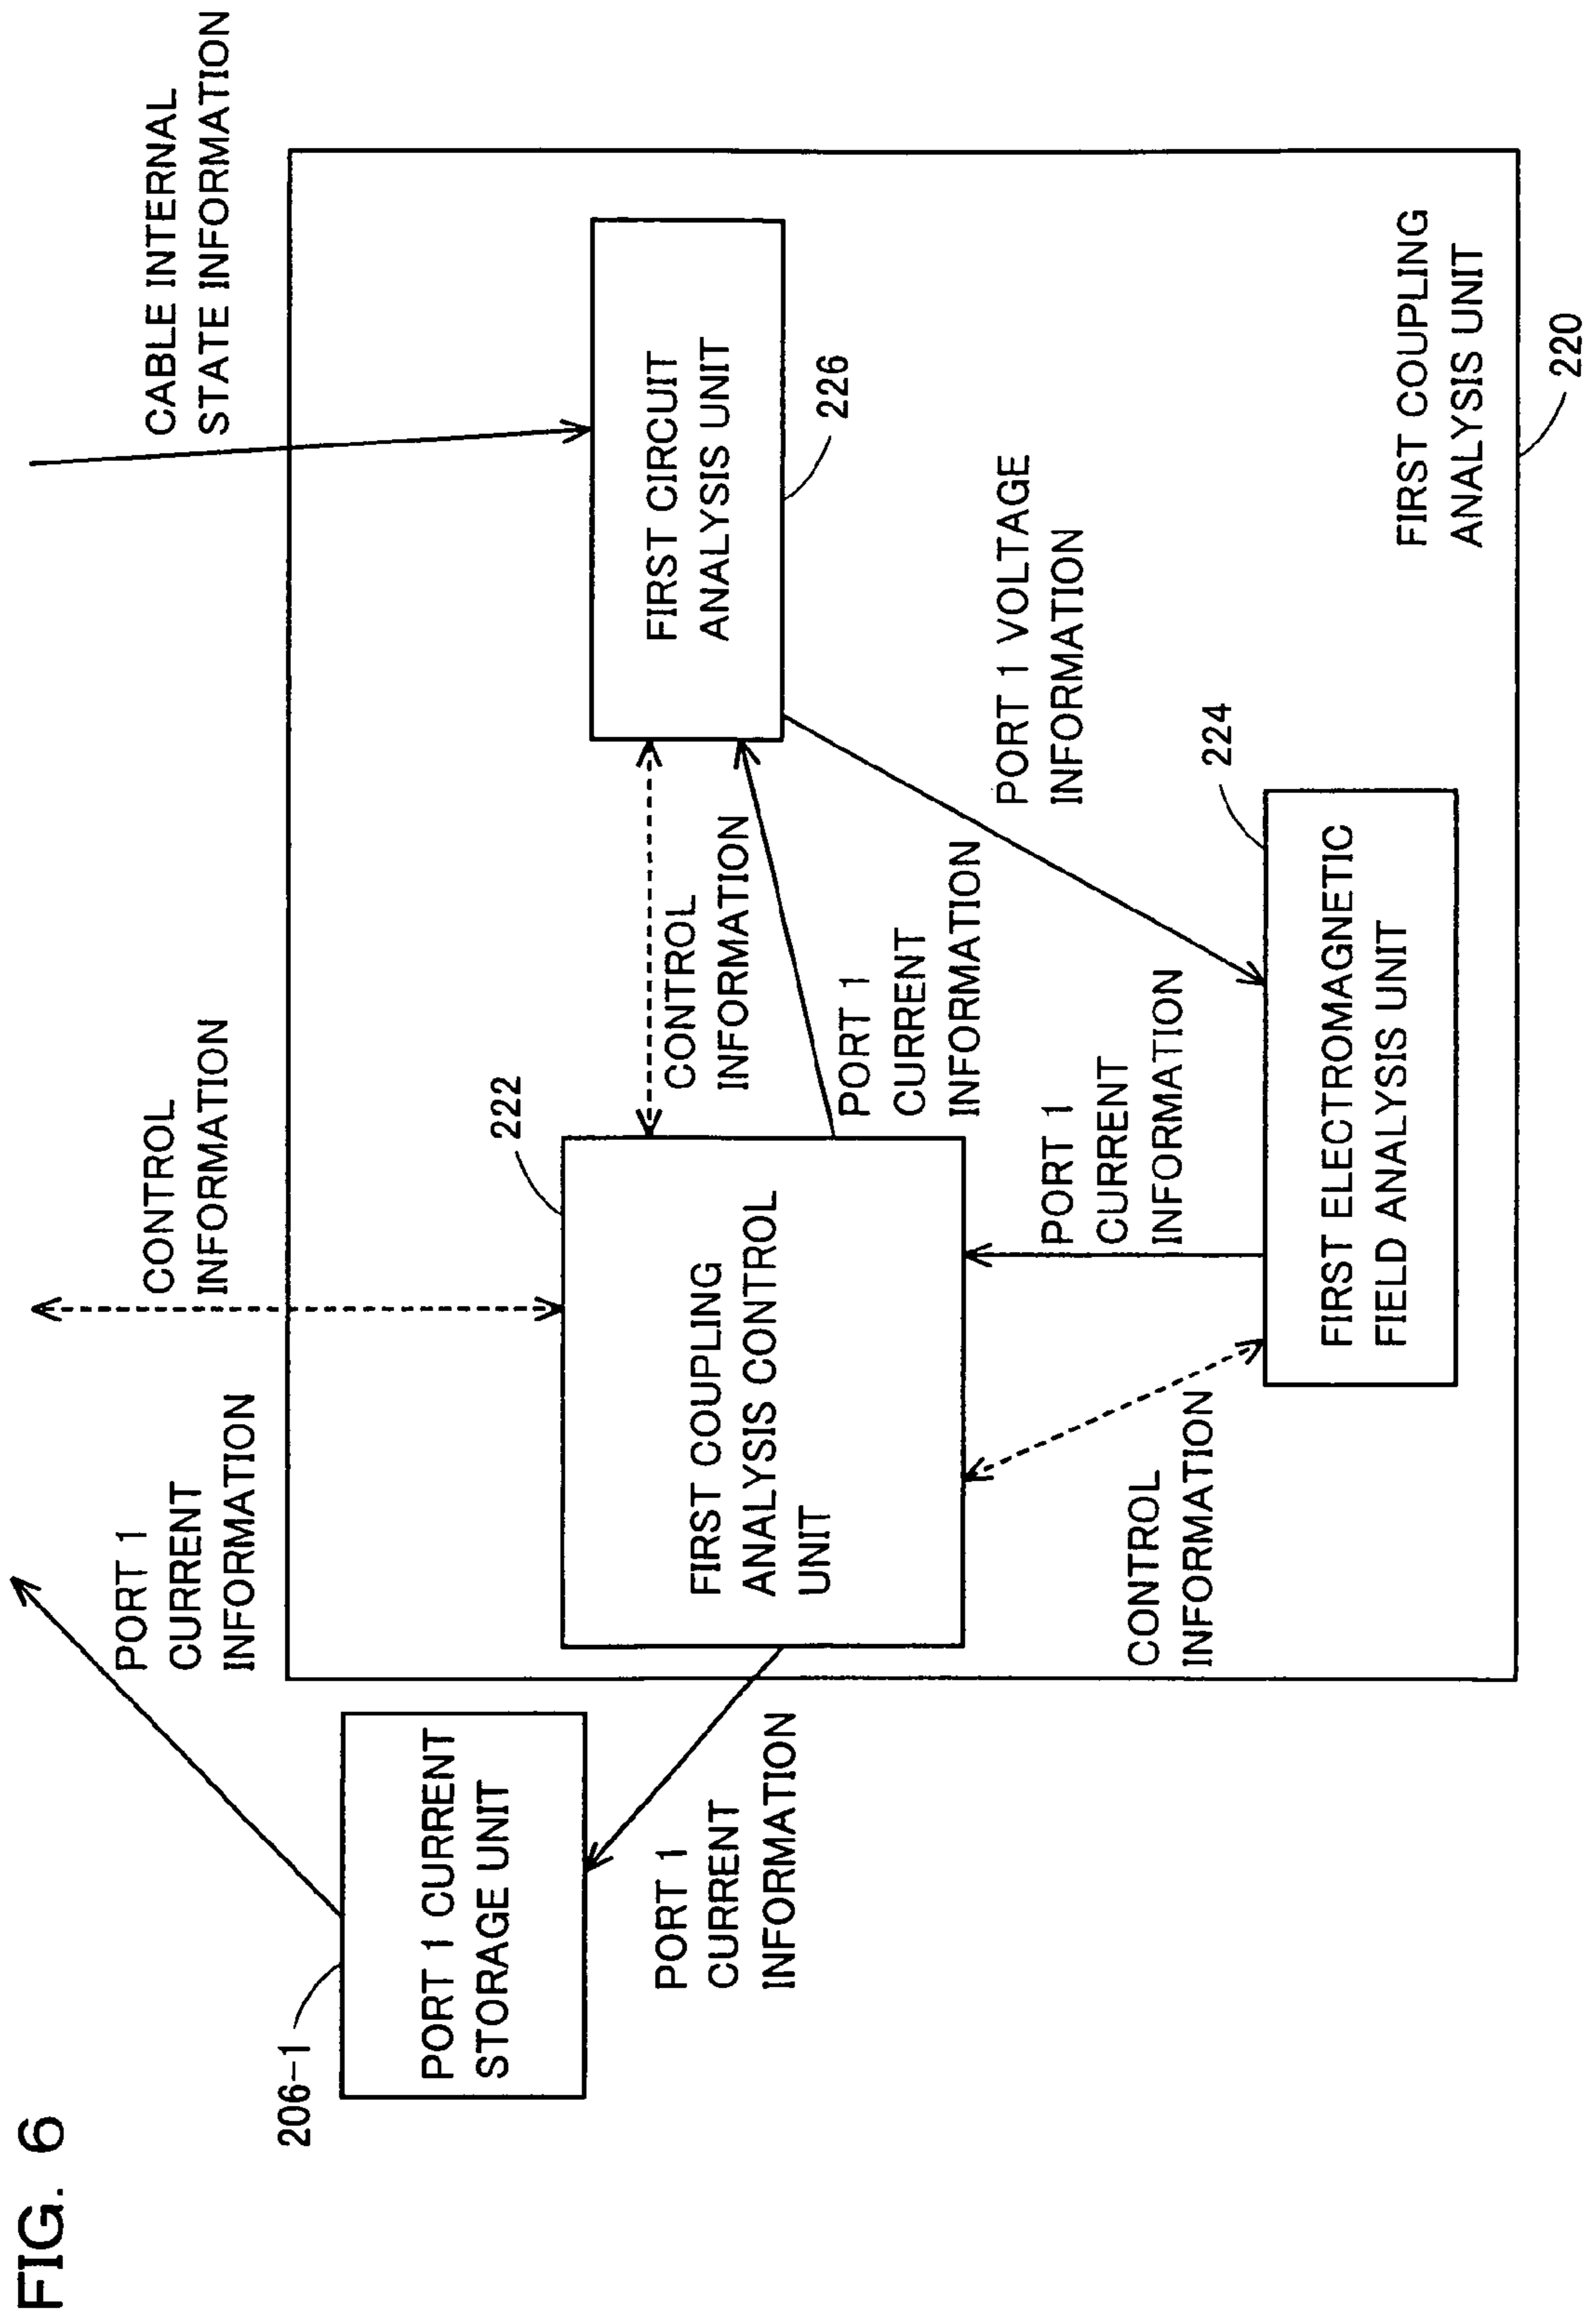 FIG. 6
PORT 1
CURRENT
INFORMATION
CONTROL
INFORMATION
CABLE INTERNAL
STATE INFORMATION
206-1
PORT 1 CURRENT
STORAGE UNIT
PORT 1
CURRENT
INFORMATION
222
FIRST COUPLING
ANALYSIS CONTROL
UNIT
CONTROL
INFORMATION
FIRST CIRCUIT
ANALYSIS UNIT
226
PORT 1
CURRENT
INFORMATION
PORT 1 VOLTAGE
INFORMATION
PORT 1
CURRENT
INFORMATION
CONTROL
INFORMATION
224
FIRST ELECTROMAGNETIC
FIELD ANALYSIS UNIT
FIRST COUPLING
ANALYSIS UNIT
220